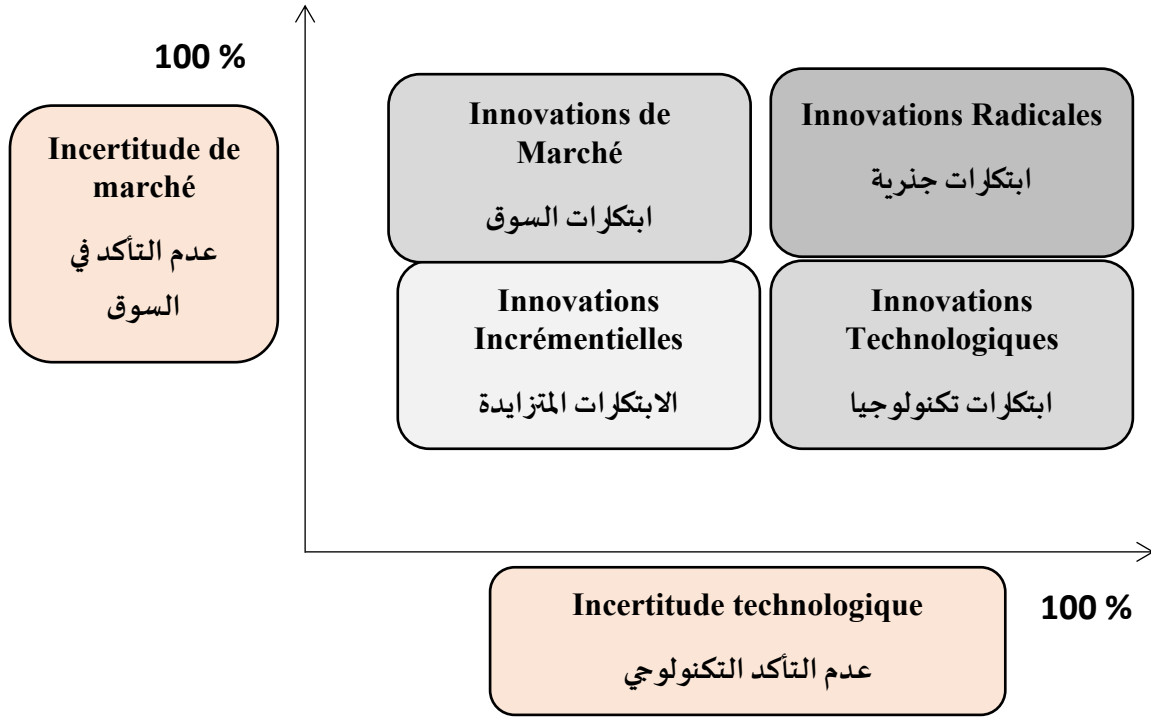 100 %
Incertitude de
marché
عدم التأكد في
السوق
Innovations de
Marché
ابتكارات السوق
Innovations Radicales
ابتكارات جذرية
Innovations
Incrémentielles
الابتكارات المتزايدة
Innovations
Technologiques
ابتكارات تكنولوجيا
Incertitude technologique
عدم التأكد التكنولوجي
100 %